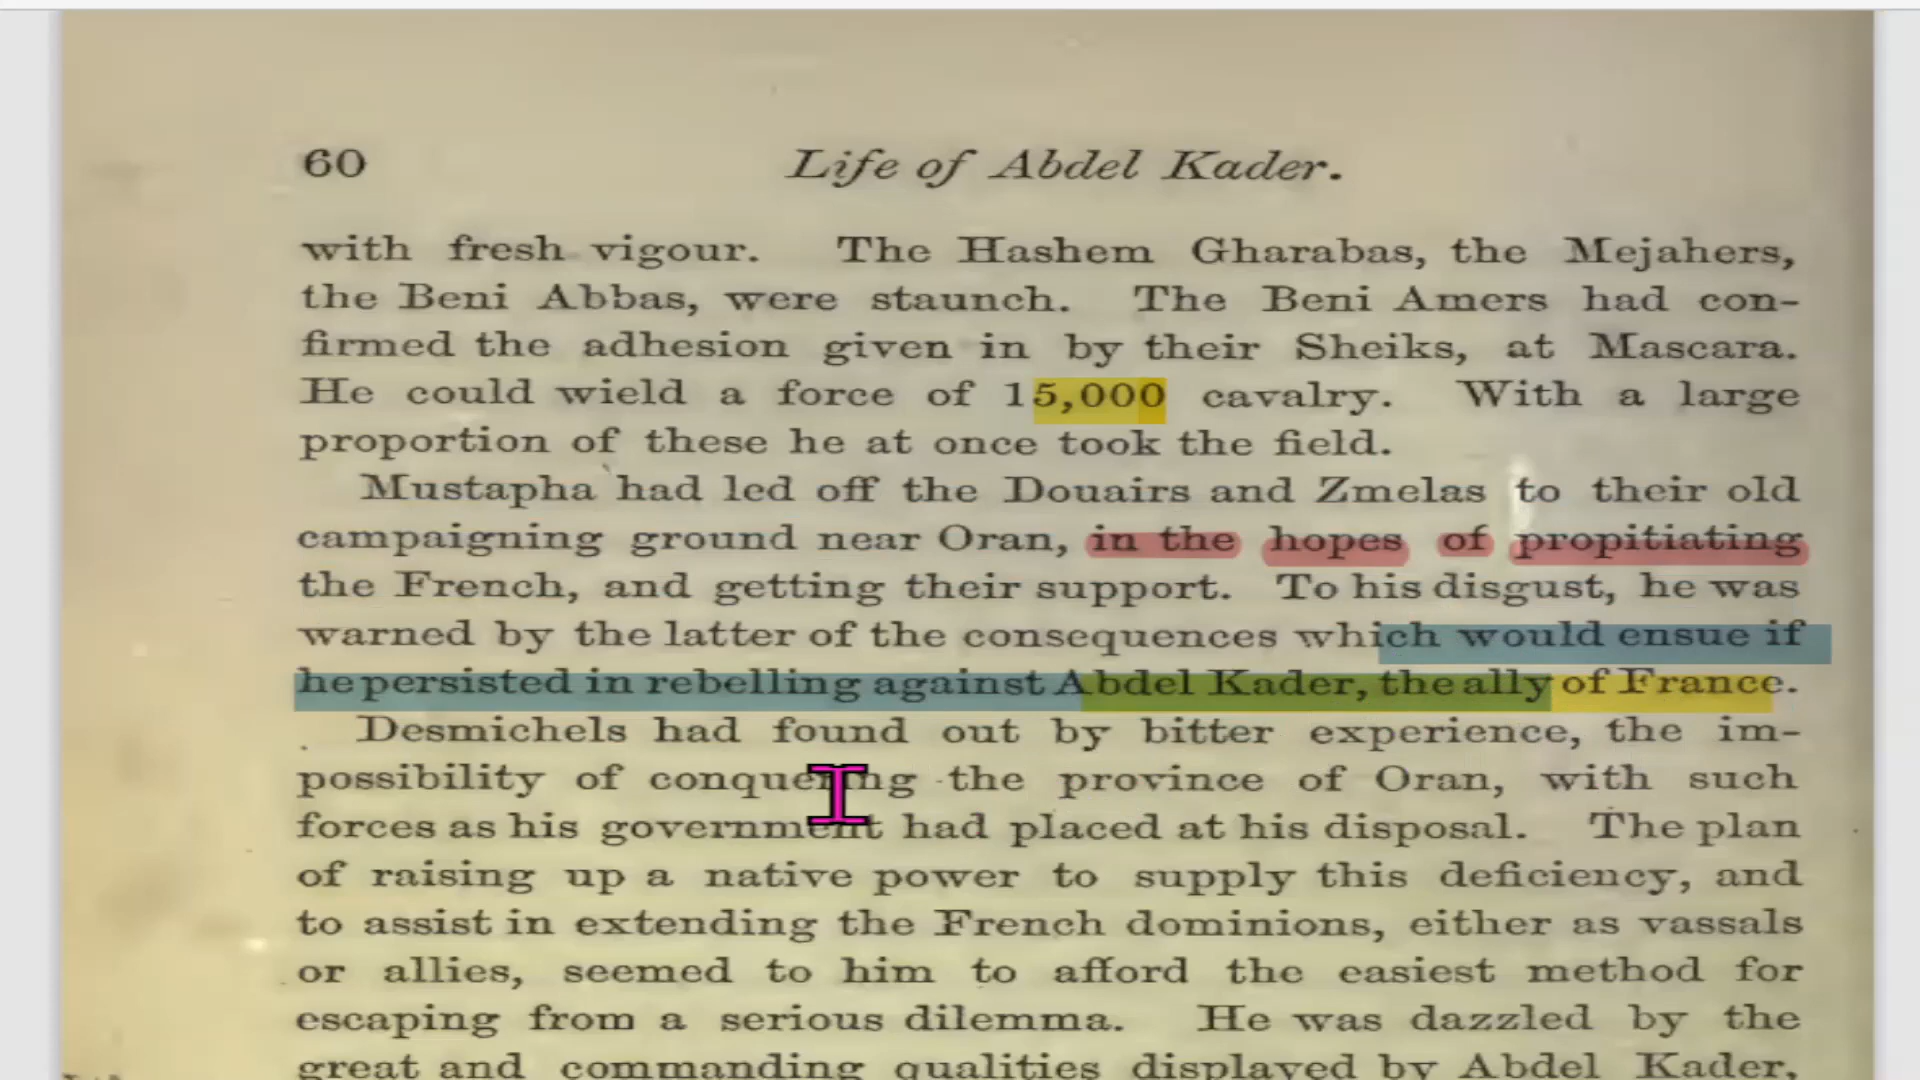 60
Life of Abdel Kader.
with fresh vigour. The Hashem Gharabas, the Mejahers,
the Beni Abbas, were staunch. The Beni Amers had con-
firmed the adhesion given in by their Sheiks, at Mascara.
He could wield a force of 15,000 cavalry. With a large
proportion of these he at once took the field.
Mustapha had led off the Douairs and Zmelas to their old
campaigning ground near Oran, in the hopes of propitiating
the French, and getting their support. To his disgust, he was
warned by the latter of the consequences which would ensue if
he persisted in rebelling against Abdel Kader, the ally of France.
Desmichels had found out by bitter experience, the im-
possibility of conquering the province of Oran, with such
forces as his government had placed at his disposal. The plan
of raising up a native power to supply this deficiency, and
to assist in extending the French dominions, either as vassals
or allies, seemed to him to afford the easiest method for
escaping from a serious dilemma. He was dazzled by the
great and commanding qualities displayed by Abdel Kader,